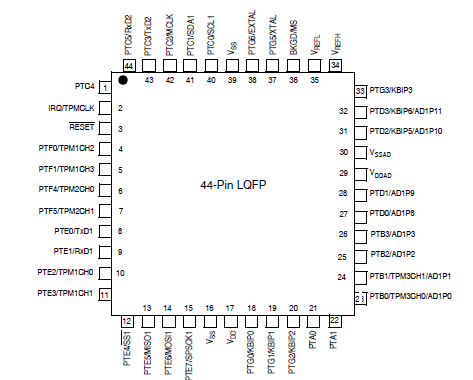 PTC5/RxD2
PTC3/TxD2
PTC2/MCLK
PTC1/SDA1
PTC0/SCL1
VSS
PTG6/EXTAL
PTG5/XTAL
BKGD/MS
VREFL
VREFH
44
43
42
41
40
39
38
37
36
35
34
PTC4 1
IRQ/TPMCLK 2
RESET 3
PTF0/TPM1CH2 4
PTF1/TPM1CH3 5
PTF4/TPM2CH0 6
PTF5/TPM2CH1 7
PTE0/TxD1 8
PTE1/RxD1 9
PTE2/TPM1CH0 10
PTE3/TPM1CH1 11
44-Pin LQFP
33 PTG3/KBIP3
32 PTD3/KBIP6/AD1P11
31 PTD2/KBIP5/AD1P10
30 VSSAD
29 VDDAD
28 PTD1/AD1P9
27 PTD0/AD1P8
26 PTB3/AD1P3
25 PTB2/AD1P2
24 PTB1/TPM3CH1/AD1P1
23 PTB0/TPM3CH0/AD1P0
12
13
14
15
16
17
18
19
20
21
22
PTE4/SS1
PTE5/MISO1
PTE6/MOSI1
PTE7/SPSCK1
VSS
VDD
PTG0/KBIP0
PTG1/KBIP1
PTG2/KBIP2
PTA0
PTA1